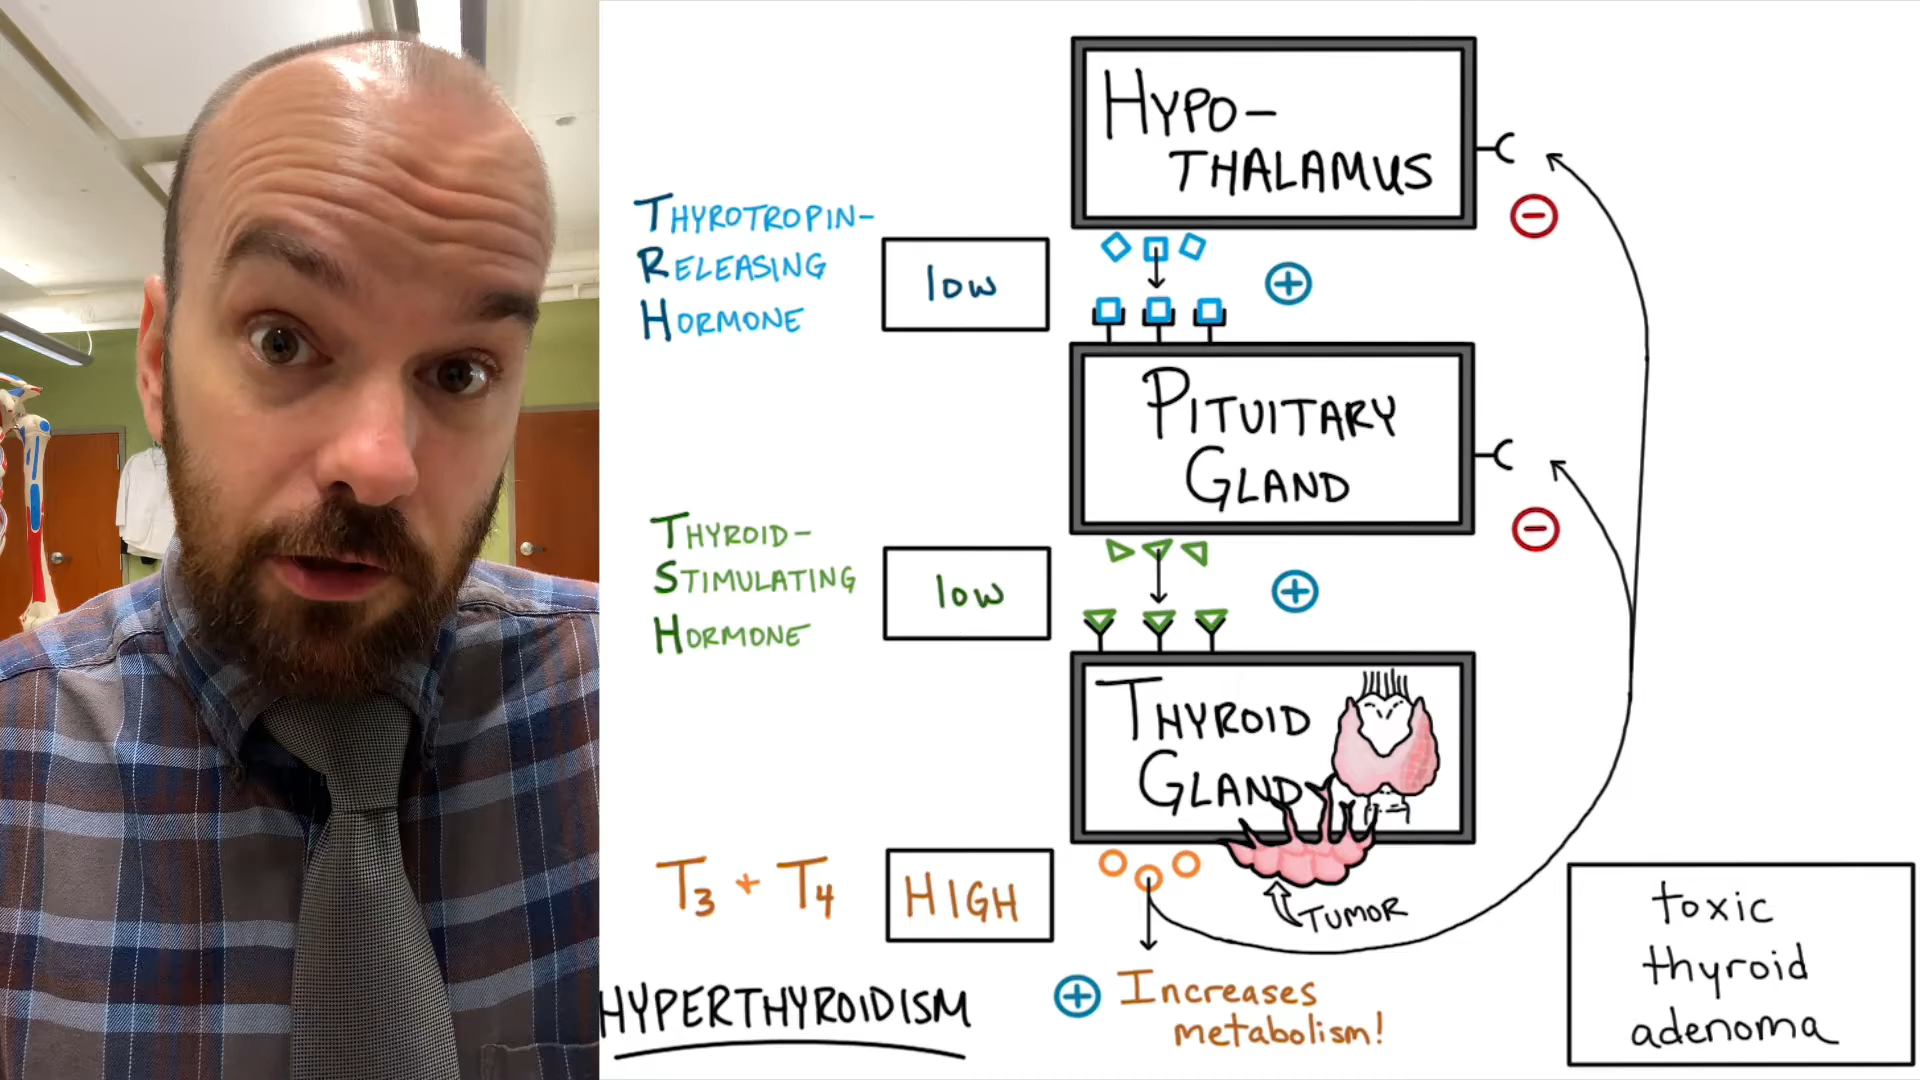 HYPO-
THALAMUS
THYROTROPIN-
RELEASING
HORMONE
low
PITUITARY
GLAND
THYROID-
STIMULATING
HORMONE
low
THYROID
GLAND
T3 + T4
HIGH
TUMOR
HYPERTHYROIDISM
Increases
metabolism!
toxic
thyroid
adenoma